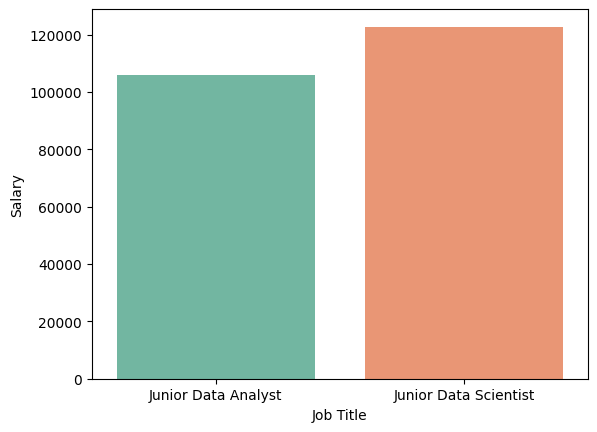 120000
100000
80000
60000
40000
20000
0
Salary
Junior Data Analyst
Junior Data Scientist
Job Title